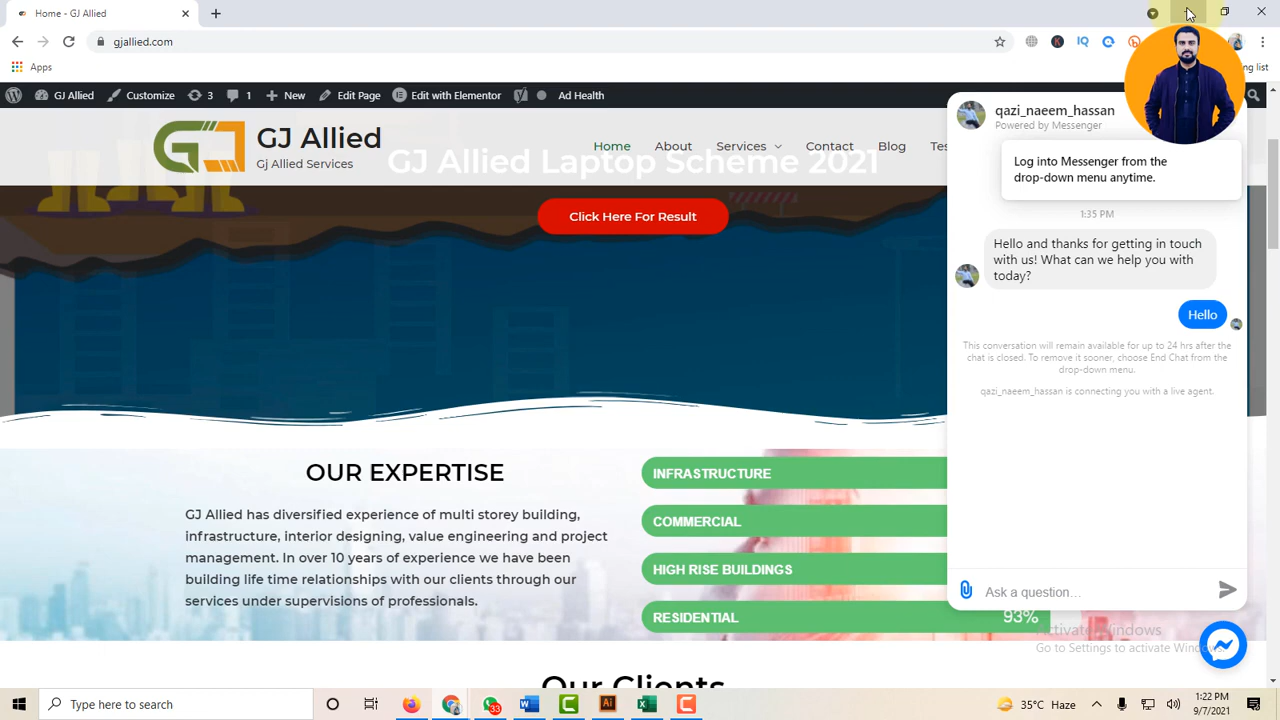 Home - GJ Allied
gjallied.com
Apps
GJ Allied
Customize
3
1
New
Edit Page
Edit with Elementor
Ad Health
GJ Allied
Gj Allied Services
Home
About
Services
Contact
Blog
GJ Allied Laptop Scheme 2021
Click Here For Result
OUR EXPERTISE
GJ Allied has diversified experience of multi storey building,
infrastructure, interior designing, value engineering and project
management. In over 10 years of experience we have been
building life time relationships with our clients through our
services under supervisions of professionals.
INFRASTRUCTURE
COMMERCIAL
HIGH RISE BUILDINGS
RESIDENTIAL
93%
Our Clients
qazi_naeem_hassan
Powered by Messenger
Log into Messenger from the
drop-down menu anytime.
1:35 PM
Hello and thanks for getting in touch
with us! What can we help you with
today?
Hello
This conversation will remain available for up to 24 hrs after the
chat is closed. To remove it sooner, choose End Chat from the
drop-down menu.
qazi_naeem_hassan is connecting you with a live agent.
Ask a question...
Activate Windows
Go to Settings to activate Windows.
Type here to search
33
35°C Haze
1:22 PM
9/7/2021